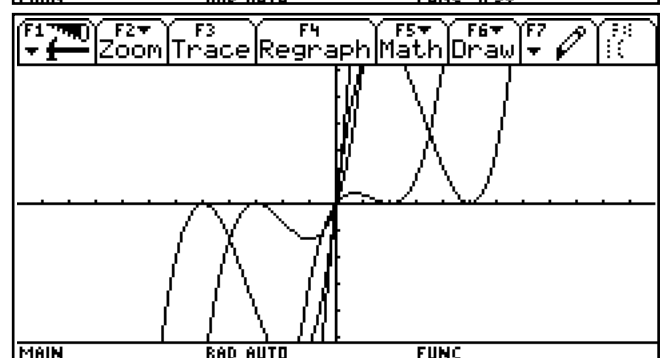 F1 F2 F3 F4 F5 F6 F7
Zoom Trace Regraph Math Draw
MAIN RAD AUTO FUNC